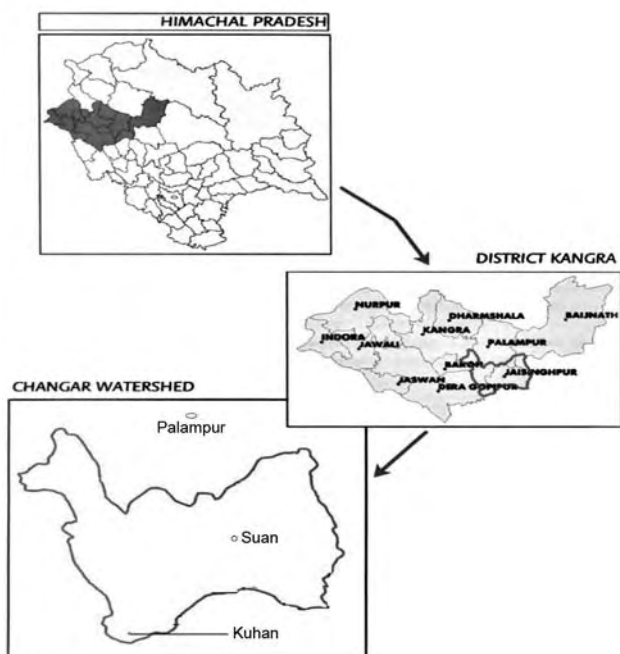 HIMACHAL PRADESH
DISTRICT KANGRA
NURPUR
DHARMSHALA
BAIJNATH
INDORA
KANGRA
JAWALI
PALAMPUR
JAISINGHPUR
JASWAN
DERA GOPIPUR
CHANGAR WATERSHED
Palampur
Suan
Kuhan